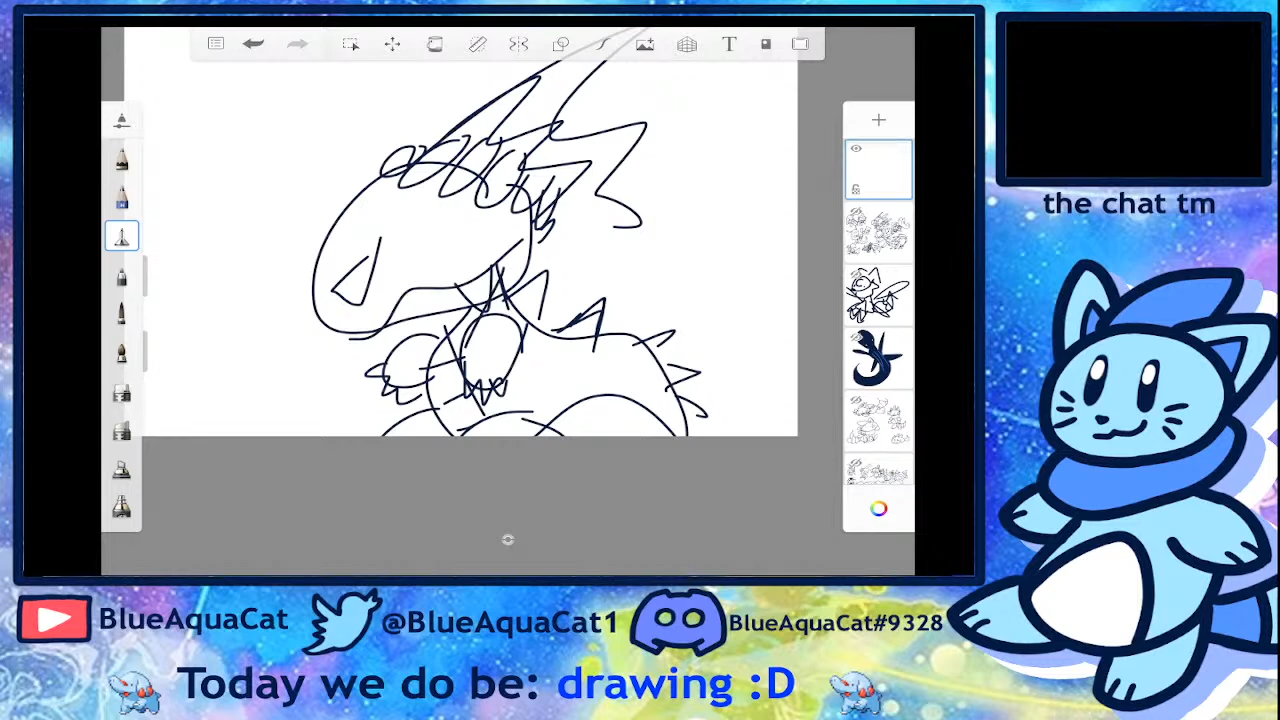 the chat tm
BlueAquaCat
@BlueAquaCat1
BlueAquaCat#9328
Today we do be: drawing :D